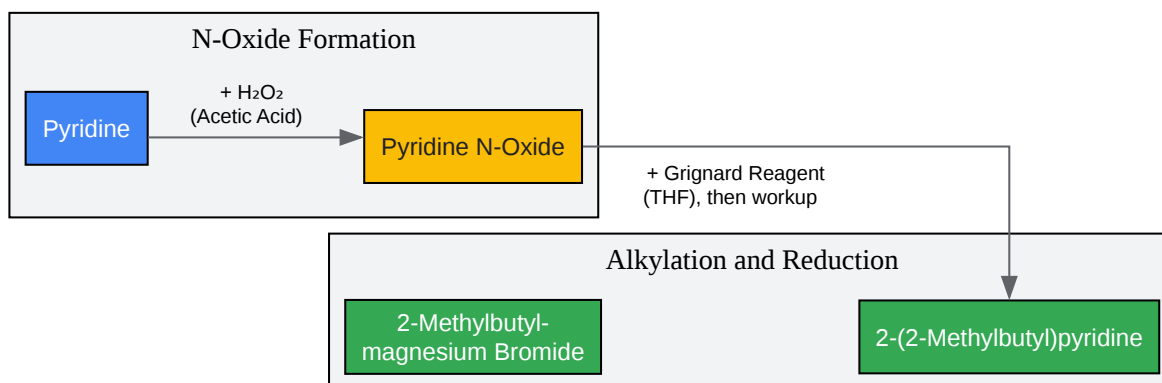 N-Oxide Formation
+ H₂O₂
(Acetic Acid)
Pyridine
Pyridine N-Oxide
+ Grignard Reagent
(THF), then workup
Alkylation and Reduction
2-Methylbutyl-
magnesium Bromide
2-(2-Methylbutyl)pyridine